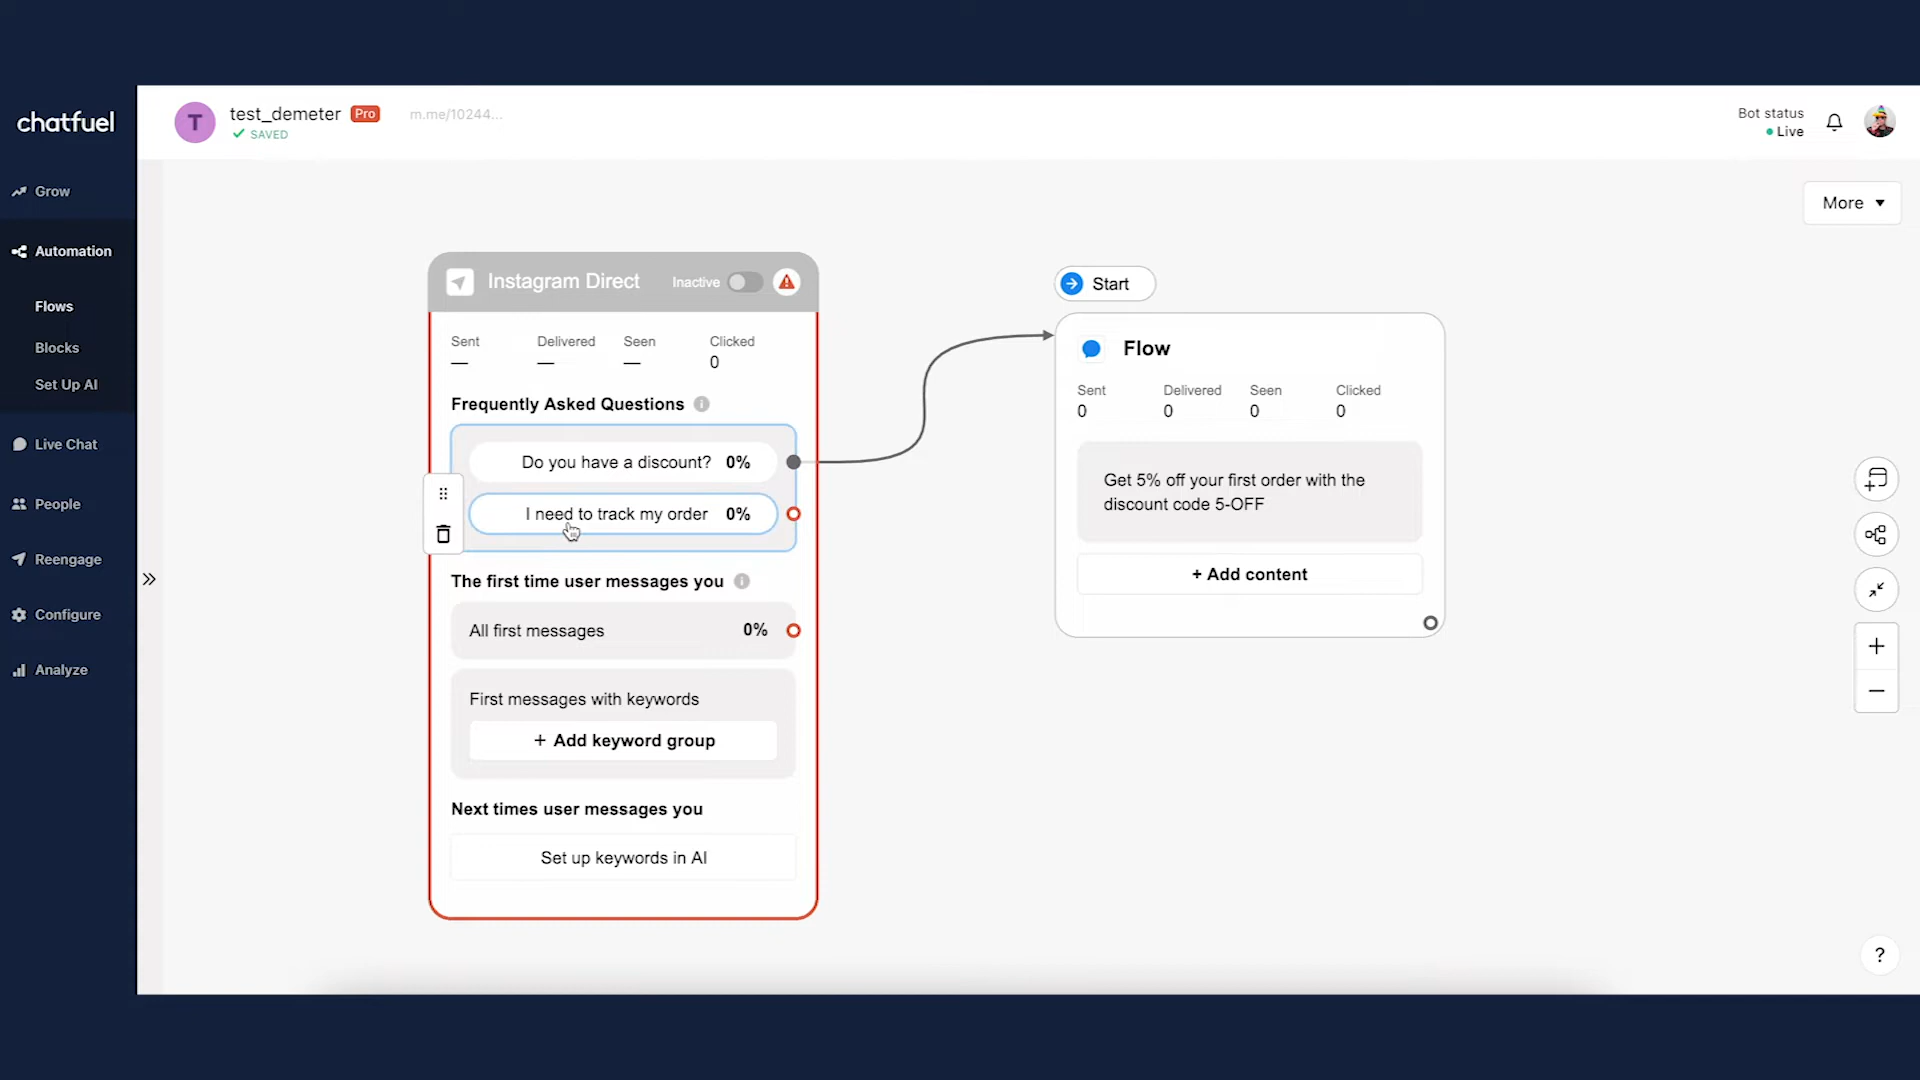 chatfuel
T
test_demeter Pro
SAVED
m.me/10244...
Bot status
Live
Grow
Automation
Flows
Blocks
Set Up AI
Live Chat
People
Reengage
Configure
Analyze
More
Instagram Direct
Inactive
Sent Delivered Seen Clicked
— — — 0
Frequently Asked Questions
Do you have a discount? 0%
I need to track my order 0%
The first time user messages you
All first messages 0%
First messages with keywords
+ Add keyword group
Next times user messages you
Set up keywords in AI
Start
Flow
Sent Delivered Seen Clicked
0 0 0 0
Get 5% off your first order with the
discount code 5-OFF
+ Add content
?